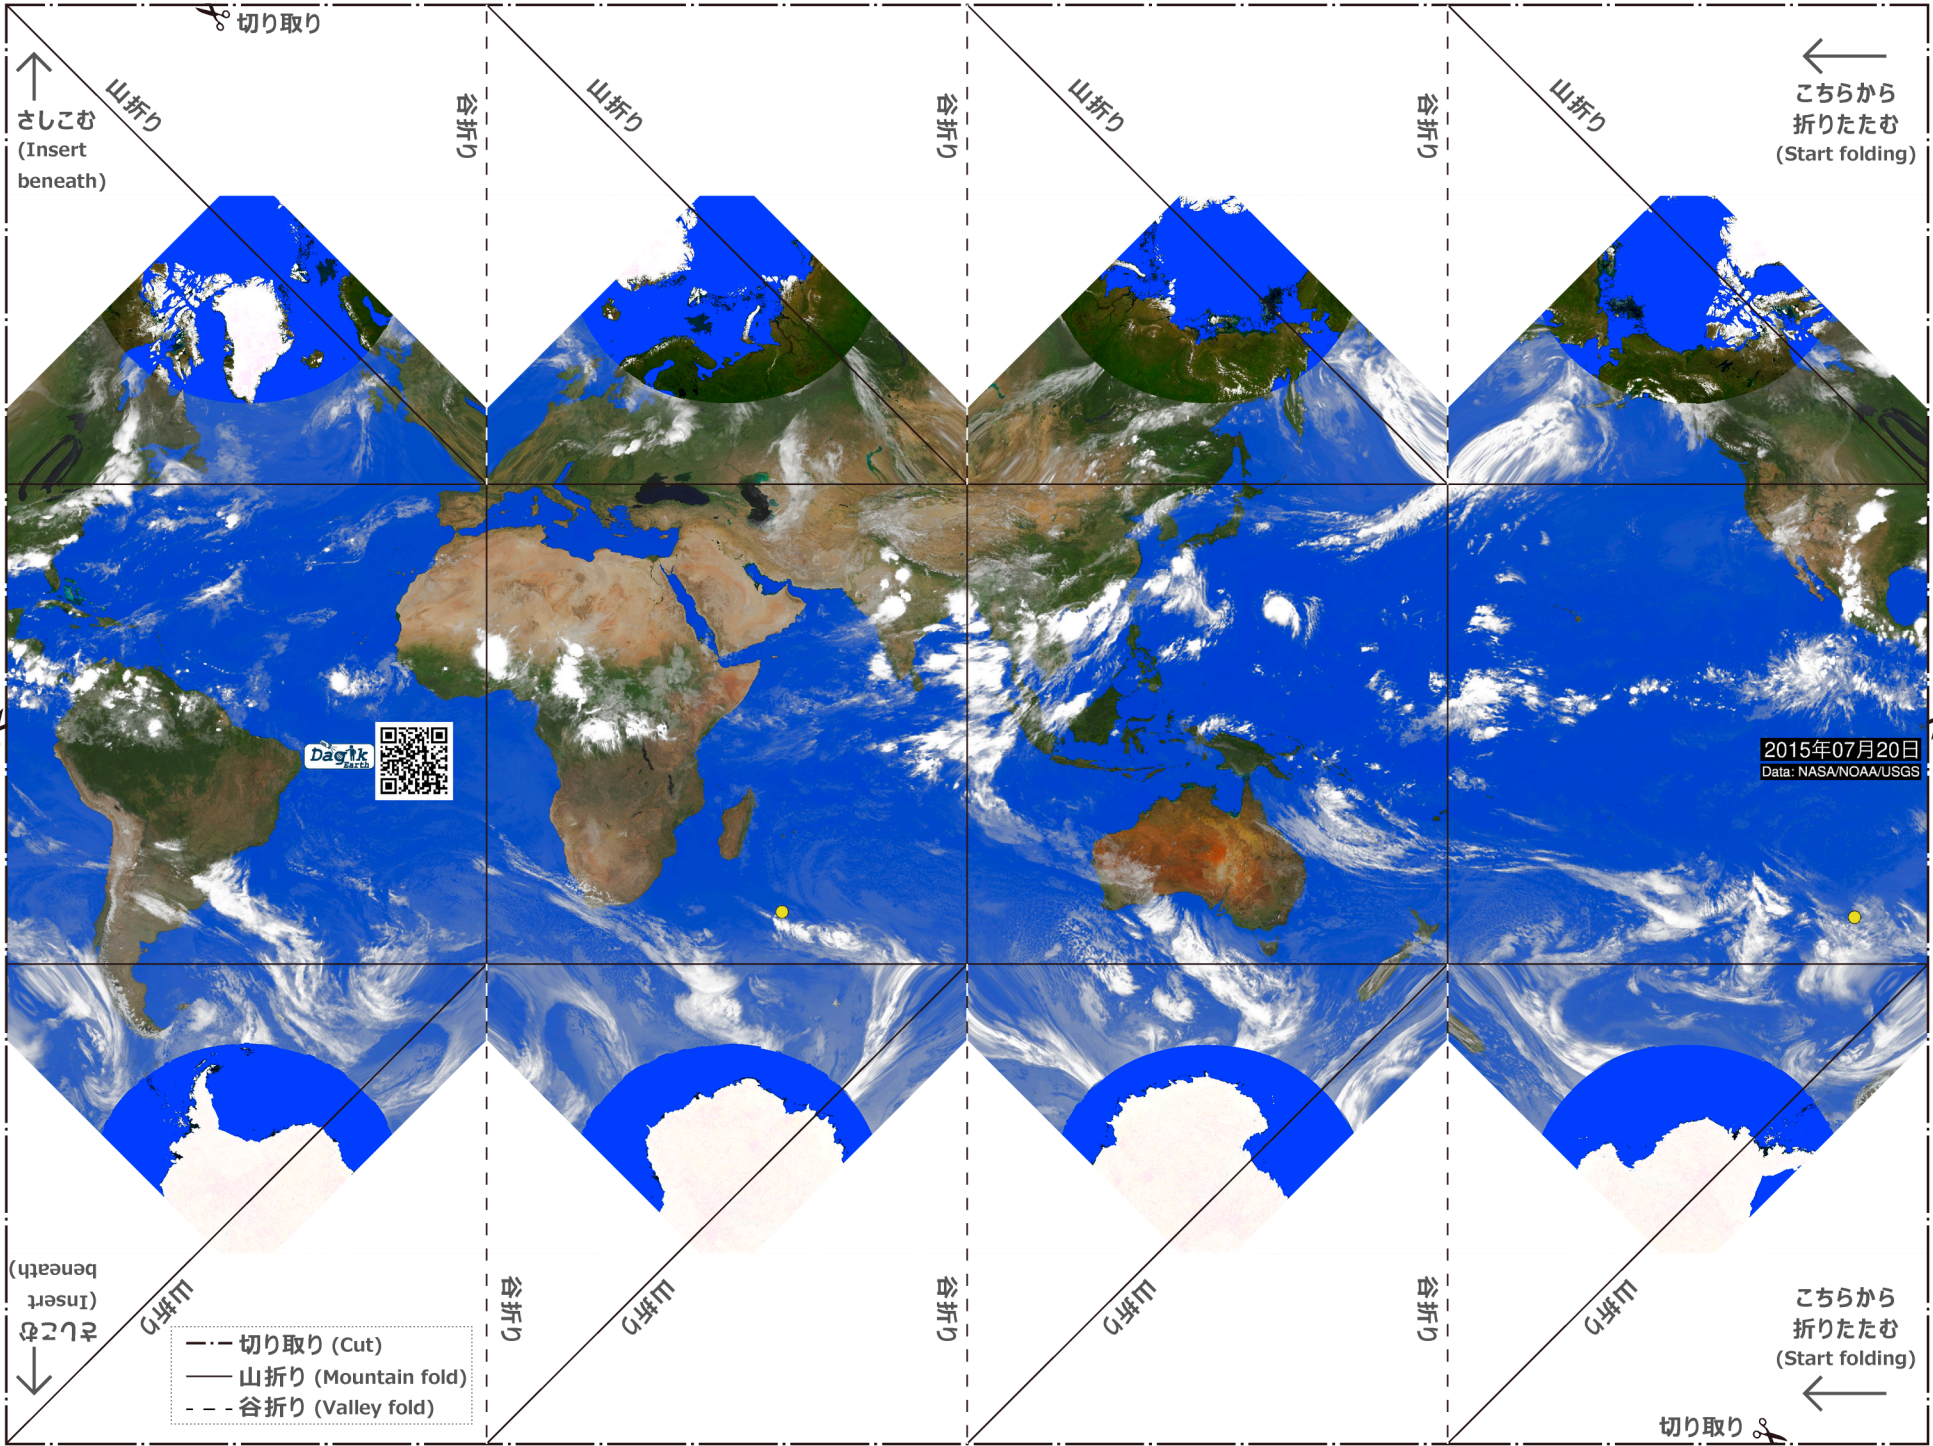 切り取り
さしこむ
(Insert
beneath)
山折り
谷折り
山折り
谷折り
山折り
谷折り
山折り
こちらから
折りたたむ
(Start folding)
Dagik
Earth
2015年07月20日
Data: NASA/NOAA/USGS
さしこむ
(Insert
beneath)
山折り
谷折り
山折り
谷折り
山折り
谷折り
山折り
こちらから
折りたたむ
(Start folding)
切り取り (Cut)
山折り (Mountain fold)
谷折り (Valley fold)
切り取り